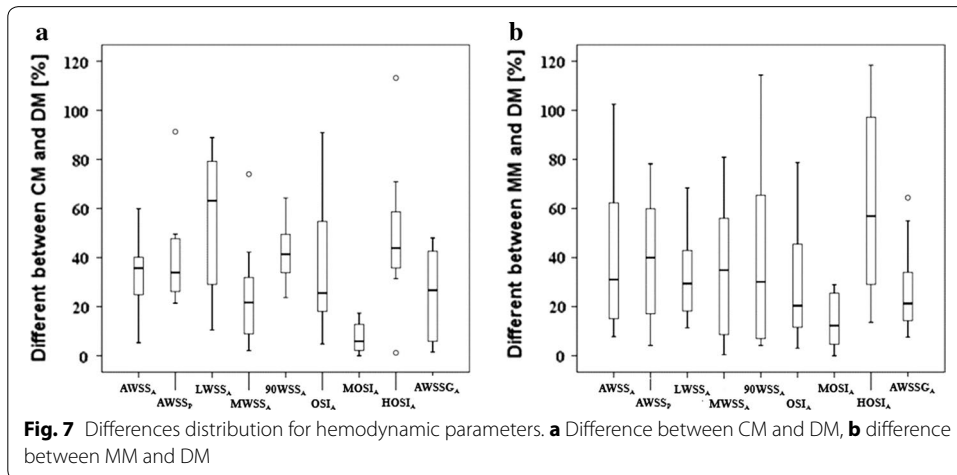 a
b
Different between CM and DM [%]
120
100
80
60
40
20
0
AWSS_A
AWSS_P
LWSS_A
MWSS_A
90WSS_A
OSI_A
MOSI_A
HOSI_A
AWSSG_A
Different between MM and DM [%]
120
100
80
60
40
20
0
AWSS_A
AWSS_P
LWSS_A
MWSS_A
90WSS_A
OSI_A
MOSI_A
HOSI_A
AWSSG_A
Fig. 7 Differences distribution for hemodynamic parameters. a Difference between CM and DM, b difference
between MM and DM